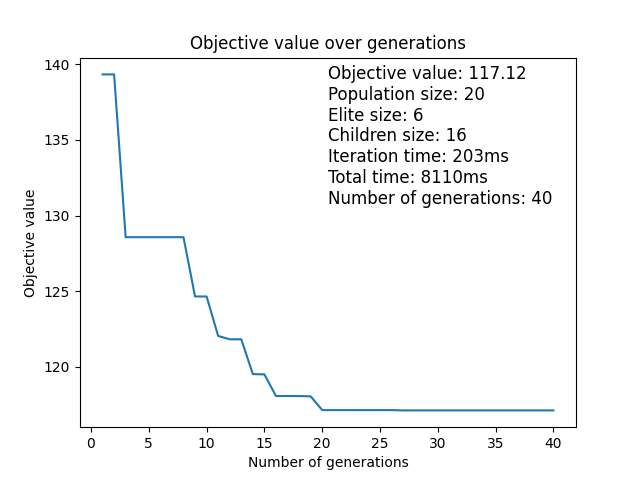 Objective value over generations
Objective value: 117.12
Population size: 20
Elite size: 6
Children size: 16
Iteration time: 203ms
Total time: 8110ms
Number of generations: 40
Objective value
140
135
130
125
120
0 5 10 15 20 25 30 35 40
Number of generations